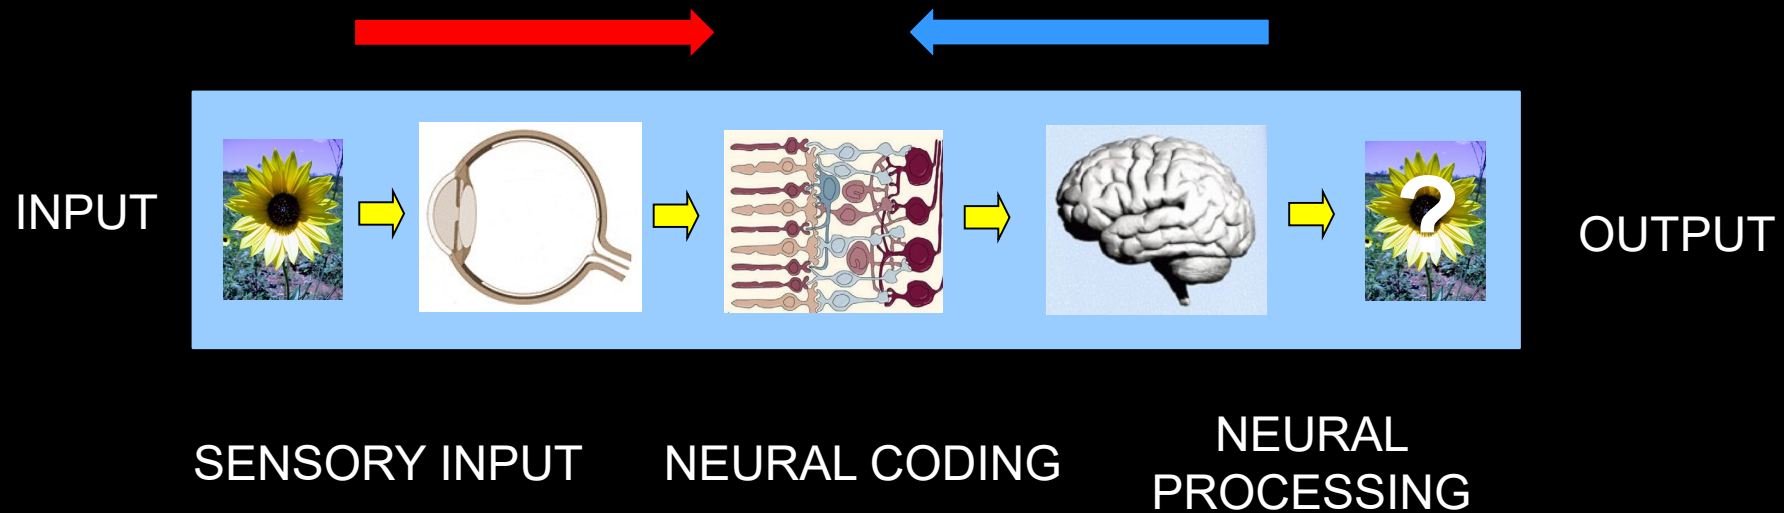 INPUT
?
OUTPUT
SENSORY INPUT
NEURAL CODING
NEURAL
PROCESSING